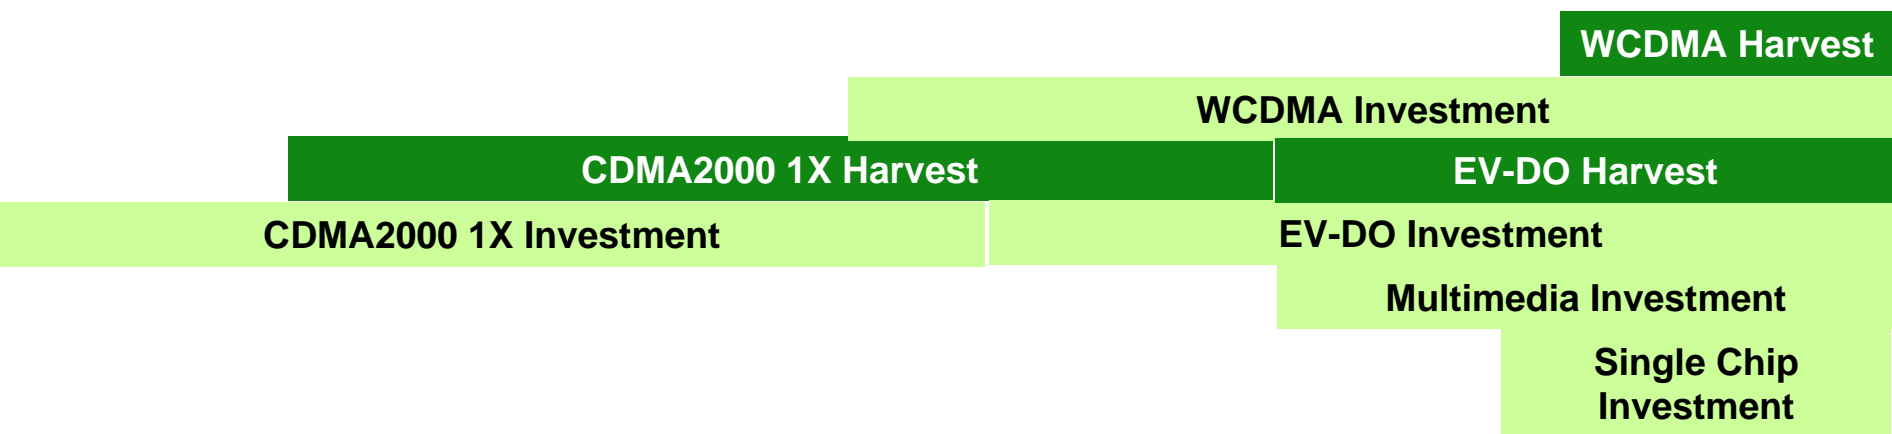 WCDMA Harvest
WCDMA Investment
CDMA2000 1X Harvest
EV-DO Harvest
CDMA2000 1X Investment
EV-DO Investment
Multimedia Investment
Single Chip
Investment